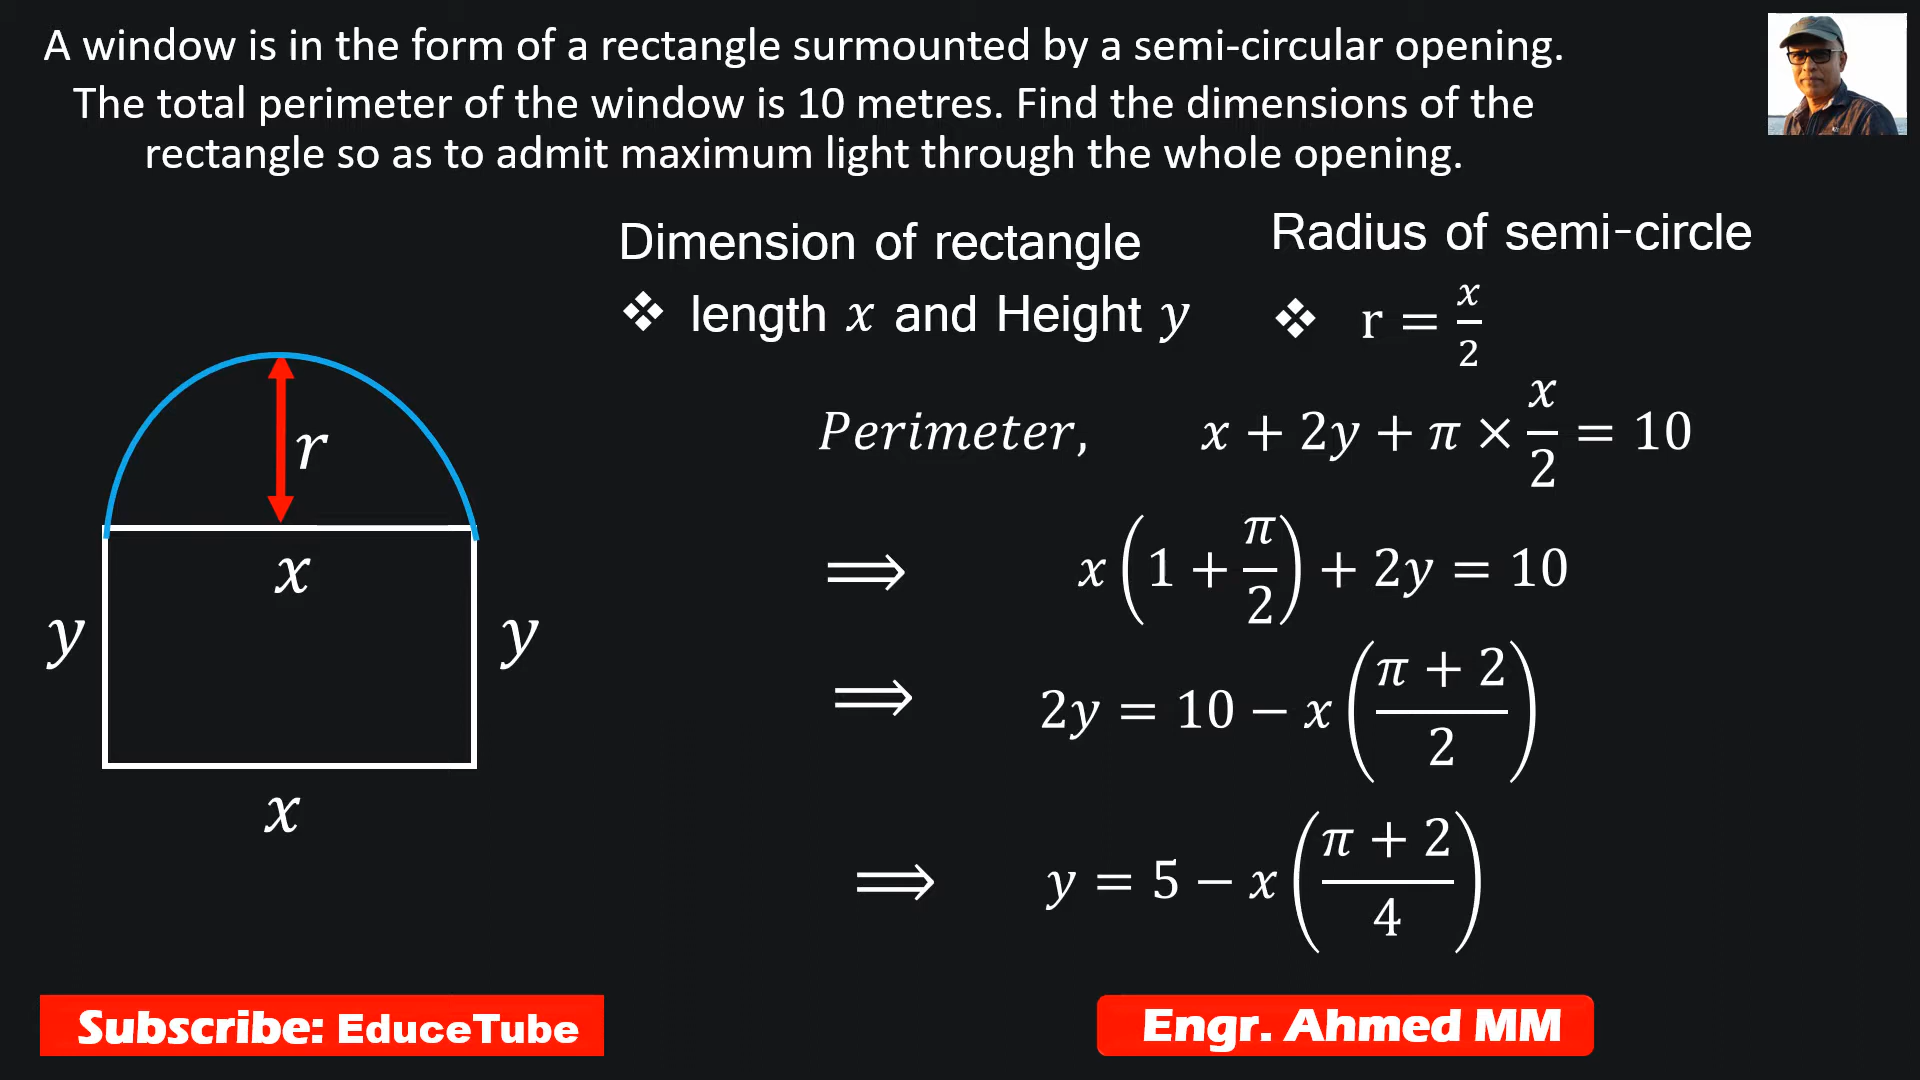 A window is in the form of a rectangle surmounted by a semi-circular opening.
The total perimeter of the window is 10 metres. Find the dimensions of the
rectangle so as to admit maximum light through the whole opening.
Dimension of rectangle
❖ length x and Height y
Radius of semi-circle
❖ r = x/2
Perimeter, x + 2y + π × x/2 = 10
⟹ x(1 + π/2) + 2y = 10
⟹ 2y = 10 − x((π + 2)/2)
⟹ y = 5 − x((π + 2)/4)
r
x
y
y
x
Subscribe: EduceTube
Engr. Ahmed MM